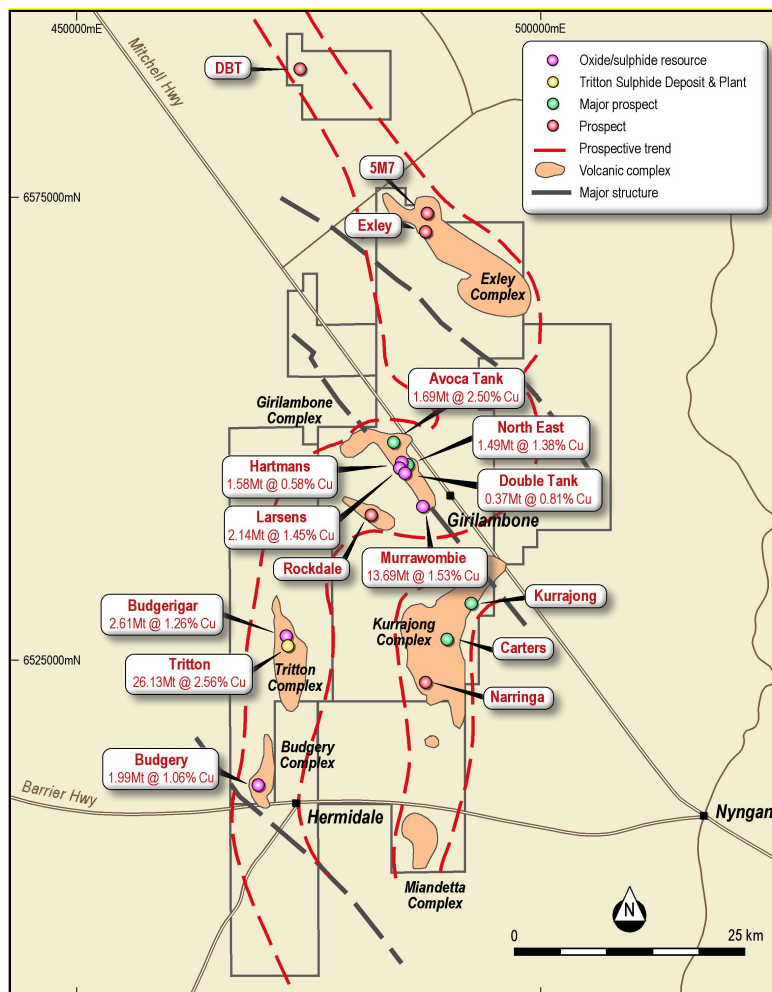 450000mE
500000mE
Mitchell Hwy
DBT
Oxide/sulphide resource
Tritton Sulphide Deposit & Plant
Major prospect
Prospect
Prospective trend
Volcanic complex
Major structure
5M7
6575000mN
Exley
Exley
Complex
Avoca Tank
1.69Mt @ 2.50% Cu
Girilambone
Complex
North East
1.49Mt @ 1.38% Cu
Hartmans
1.58Mt @ 0.58% Cu
Double Tank
0.37Mt @ 0.81% Cu
Larsens
2.14Mt @ 1.45% Cu
Girilambone
Rockdale
Murrawombie
13.69Mt @ 1.53% Cu
Kurrajong
Budgerigar
2.61Mt @ 1.26% Cu
Kurrajong
Complex
Carters
6525000mN
Tritton
26.13Mt @ 2.56% Cu
Tritton
Complex
Narringa
Budgery
1.99Mt @ 1.06% Cu
Budgery
Complex
Barrier Hwy
Hermidale
Nyngan
Miandetta
Complex
N
0
25 km